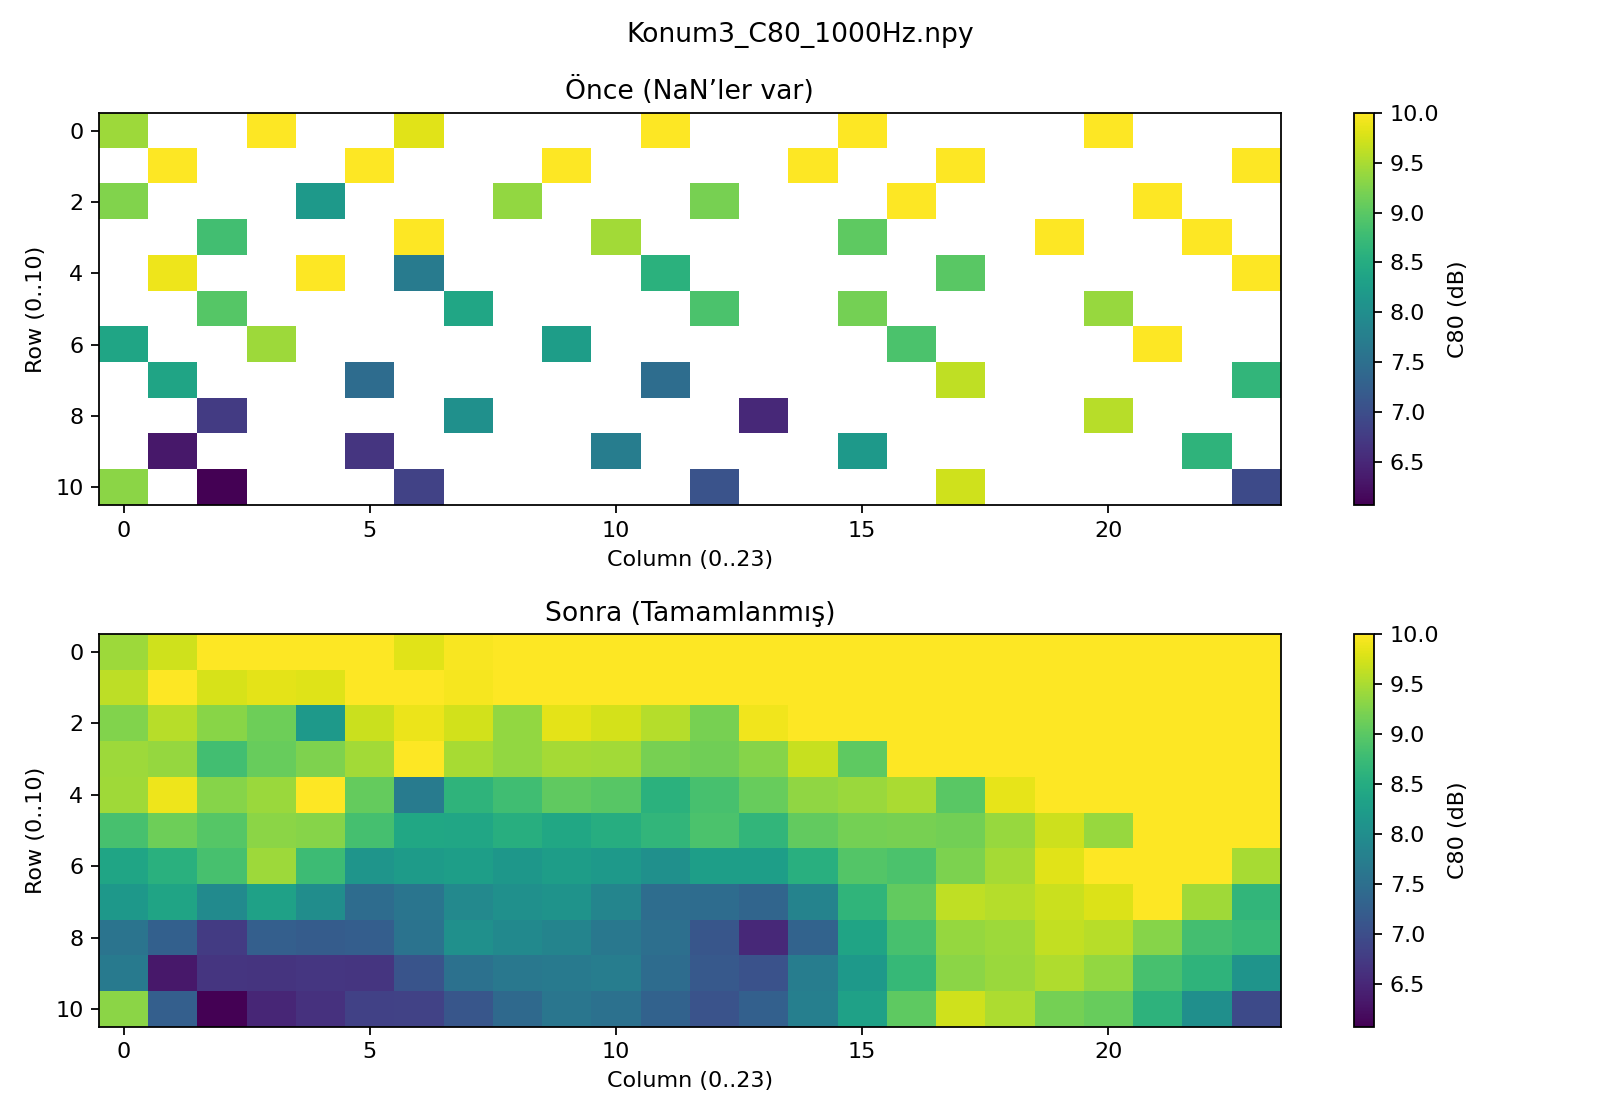 Konum3_C80_1000Hz.npy
Önce (NaN’ler var)
0
2
4
6
8
10
Row (0..10)
0 5 10 15 20
Column (0..23)
10.0
9.5
9.0
8.5
8.0
7.5
7.0
6.5
C80 (dB)
Sonra (Tamamlanmış)
0
2
4
6
8
10
Row (0..10)
0 5 10 15 20
Column (0..23)
10.0
9.5
9.0
8.5
8.0
7.5
7.0
6.5
C80 (dB)